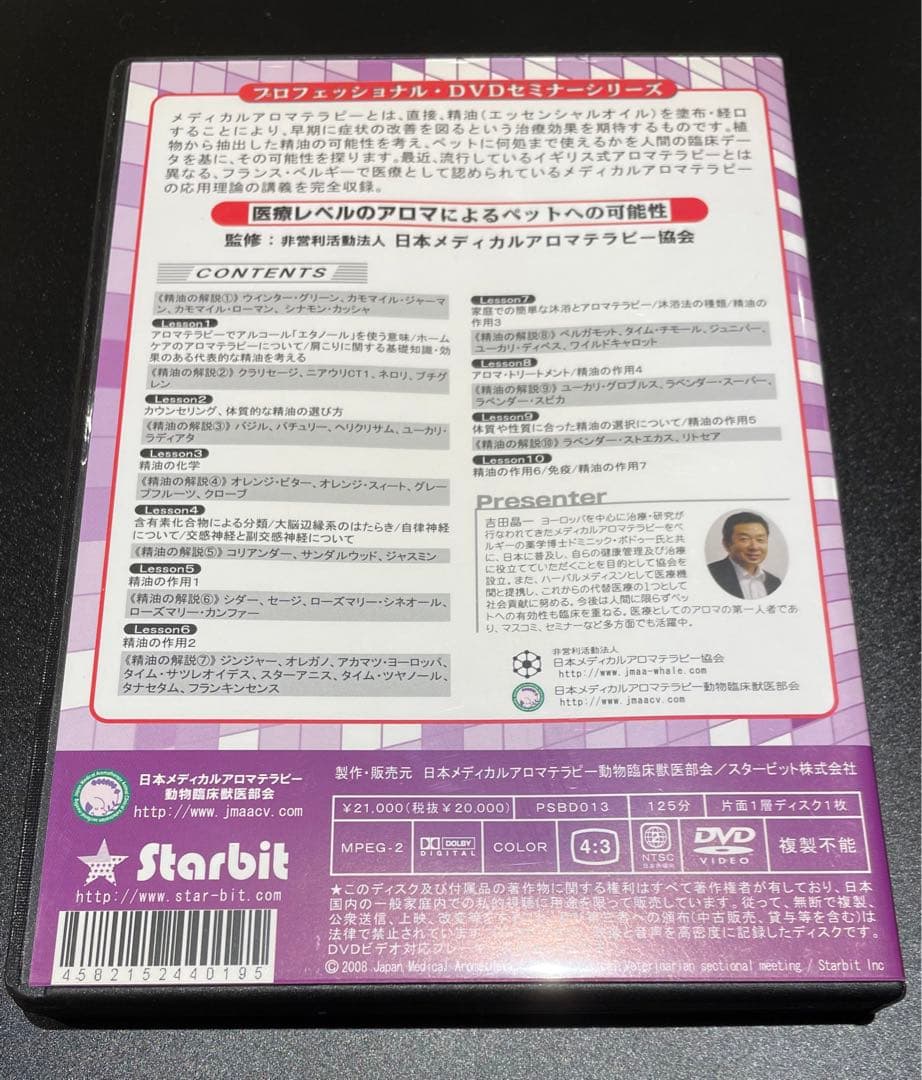 プロフェッショナル・DVDセミナーシリーズ
メディカルアロマテラピーとは、直接、精油(エッセンシャルオイル)を塗布・経口
することにより、早期に症状の改善を図るという治療効果を期待するものです。植
物から抽出した精油の可能性を考え、ペットに何処まで使えるかを人間の臨床デー
タを基に、その可能性を探ります。最近、流行しているイギリス式アロマテラピーとは
異なる、フランス・ベルギーで医療として認められているメディカルアロマテラピー
の応用理論の講義を完全収録。
医療レベルのアロマによるペットへの可能性
監修:非営利活動法人 日本メディカルアロマテラピー協会
CONTENTS
《精油の解説①》ウインター・グリーン、カモマイル・ジャーマ
ン、カモマイル・ローマン、シナモン・カッシャ
Lesson1
アロマテラピーでアルコール「エタノール」を使う意味/ホーム
ケアのアロマテラピーについて/肩こりに関する基礎知識・効
果のある代表的な精油を考える
《精油の解説②》クラリセージ、ニアウリCT1、ネロリ、プチグ
レン
Lesson2
カウンセリング、体質的な精油の選び方
《精油の解説③》バジル、パチュリー、ヘリクリサム、ユーカリ・
ラディアタ
Lesson3
精油の化学
《精油の解説④》オレンジ・ビター、オレンジ・スィート、グレー
プフルーツ、クローブ
Lesson4
含有素化合物による分類/大脳辺縁系のはたらき/自律神経
について/交感神経と副交感神経について
《精油の解説⑤》コリアンダー、サンダルウッド、ジャスミン
Lesson5
精油の作用1
《精油の解説⑥》シダー、セージ、ローズマリー・シネオール、
ローズマリー・カンファー
Lesson6
精油の作用2
《精油の解説⑦》ジンジャー、オレガノ、アカマツ・ヨーロッパ、
タイム・サツレオイデス、スターアニス、タイム・ツヤノール、
タナセタム、フランキンセンス
Lesson7
家庭での簡単な沐浴とアロマテラピー/沐浴法の種類/精油の
作用3
《精油の解説⑧》ベルガモット、タイム・チモール、ジュニパー、
ユーカリ・ディベス、ワイルドキャロット
Lesson8
アロマ・トリートメント/精油の作用4
《精油の解説⑨》ユーカリ・グロブルス、ラベンダー・スーパー、
ラベンダー・スピカ
Lesson9
体質や性質に合った精油の選択について/精油の作用5
《精油の解説⑩》ラベンダー・ストエカス、リトセア
Lesson10
精油の作用6/免疫/精油の作用7
Presenter
吉田晶一 ヨーロッパを中心に治療・研究が
行なわれてきたメディカルアロマテラピーをベ
ルギーの薬学博士ドミニック・ボドゥー氏と共
に、日本に普及し、自らの健康管理及び治療
に役立てていただくことを目的として協会を
設立。また、ハーバルメディスンとして医療機
関と提携し、これからの代替医療の1つとして
社会貢献に努める。今後は人間に限らずペッ
トへの有効性も臨床を重ねる。医療としてのアロマの第一人者であ
り、マスコミ、セミナーなど多方面でも活躍中。
非営利活動法人
日本メディカルアロマテラピー協会
http://www.jmaa-whale.com/
日本メディカルアロマテラピー動物臨床獣医部会
http://www.jmaacv.com/
日本メディカルアロマテラピー
動物臨床獣医部会
http://www.jmaacv.com/
Starbit
http://www.star-bit.com/
4582152440195
製作・販売元 日本メディカルアロマテラピー動物臨床獣医部会/スタービット株式会社
¥21,000(税抜¥20,000) PSBD013 125分 片面1層ディスク1枚
MPEG-2 DOLBY DIGITAL COLOR 4:3 2 NTSC 日本市場向 DVD VIDEO 複製不能
★このディスク及び付属品の著作物に関する権利はすべて著作権者が有しており、日本
国内の一般家庭内での私的視聴に用途を限って販売しています。従って、無断で複製、
公衆送信、上映、改変等をする 第三者への頒布(中古販売、貸与等を含む)は
法律で禁止されています。 音声を高密度に記録したディスクです。
DVDビデオ対応プレー
© 2008 Japan Medical Veterinarian sectional meeting / Starbit Inc